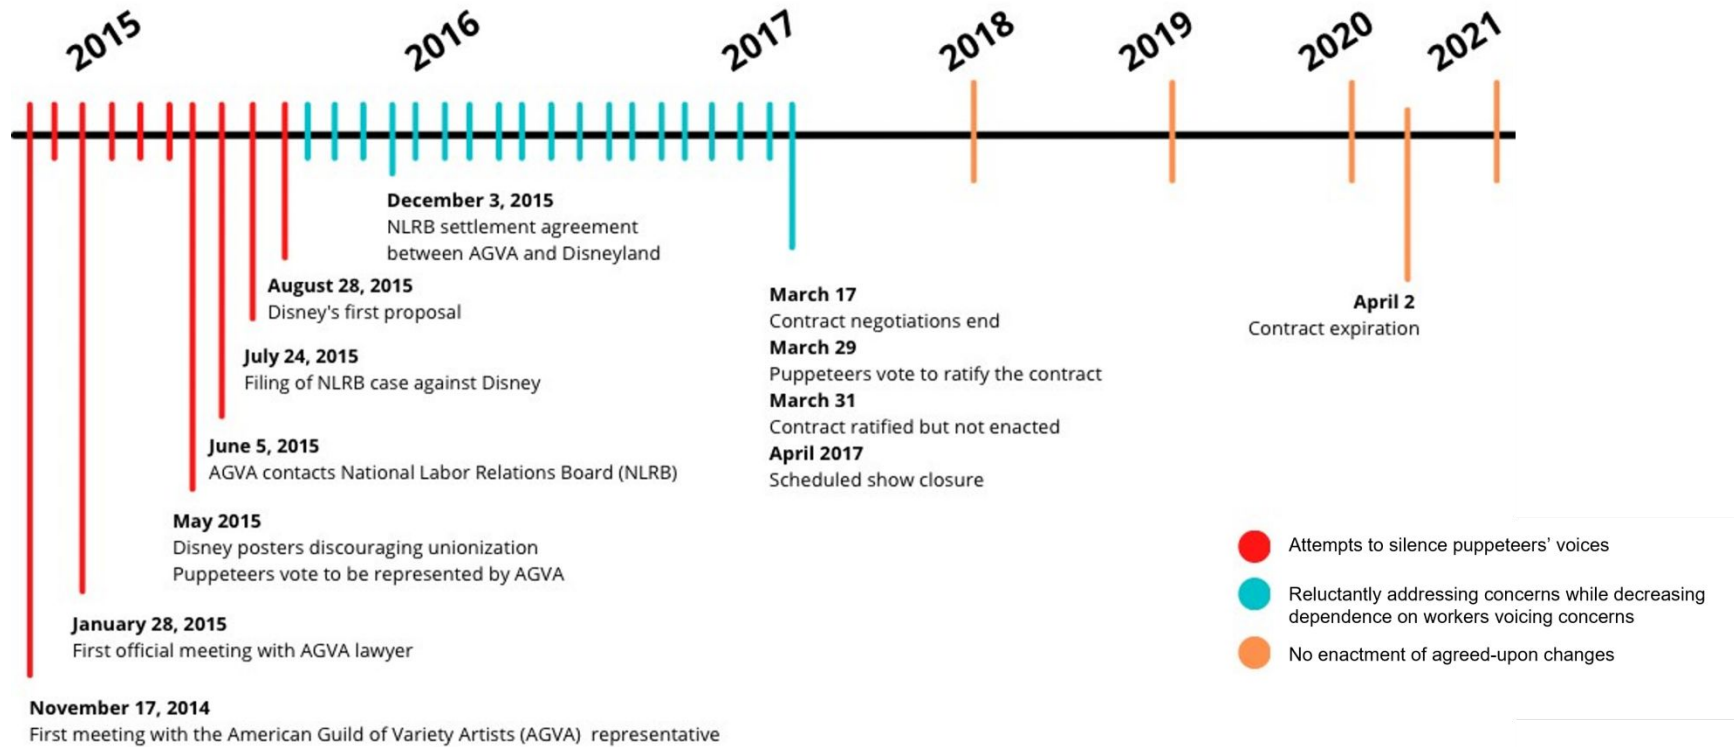 2015
2016
2017
2018
2019
2020
2021
December 3, 2015
NLRB settlement agreement
between AGVA and Disneyland
August 28, 2015
Disney's first proposal
July 24, 2015
Filing of NLRB case against Disney
June 5, 2015
AGVA contacts National Labor Relations Board (NLRB)
May 2015
Disney posters discouraging unionization
Puppeteers vote to be represented by AGVA
January 28, 2015
First official meeting with AGVA lawyer
November 17, 2014
First meeting with the American Guild of Variety Artists (AGVA) representative
March 17
Contract negotiations end
March 29
Puppeteers vote to ratify the contract
March 31
Contract ratified but not enacted
April 2017
Scheduled show closure
April 2
Contract expiration
Attempts to silence puppeteers’ voices
Reluctantly addressing concerns while decreasing
dependence on workers voicing concerns
No enactment of agreed-upon changes